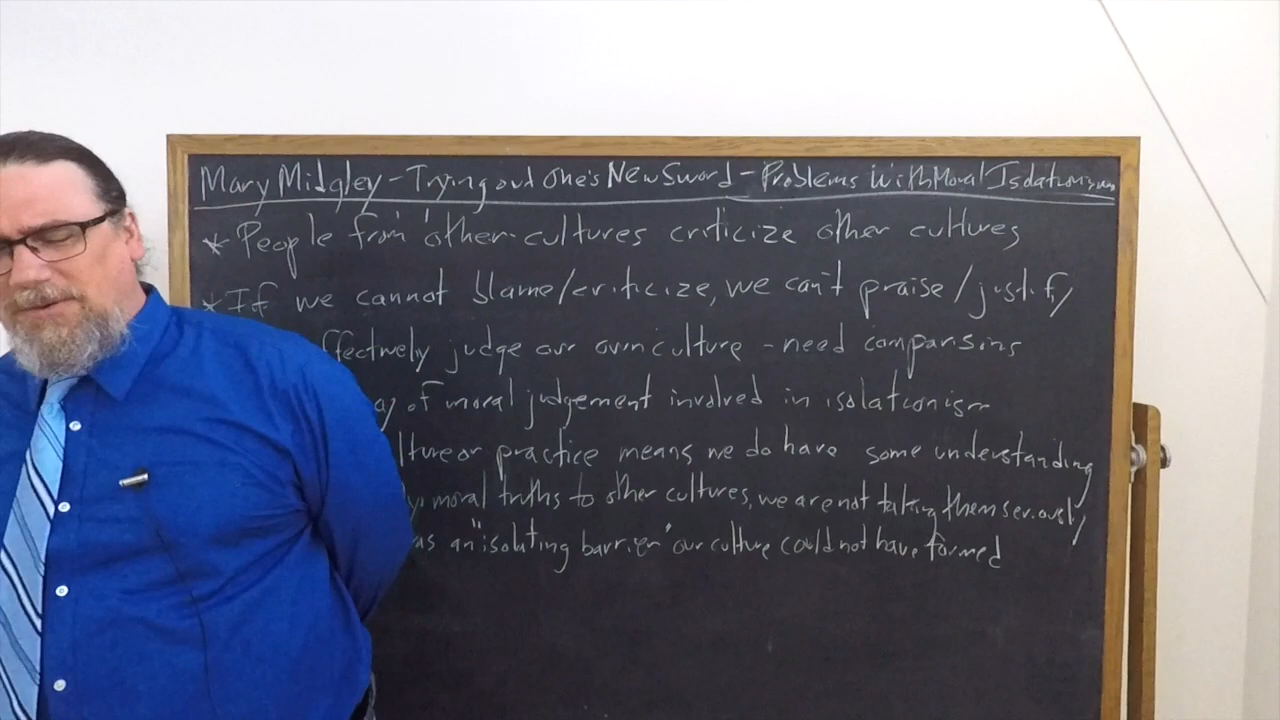 Mary Midgley - Trying out One's New Sword - Problems With Moral Isolationism
* People from "other" cultures criticize other cultures
* If we cannot blame/criticize, we can't praise/justify
ffectively judge our own culture - need comparisons
ay of moral judgement involved in isolationism
lture or practice means we do have some understanding
ly, moral truths to other cultures, we are not taking them seriously
as an "isolating barrier" our culture could not have formed